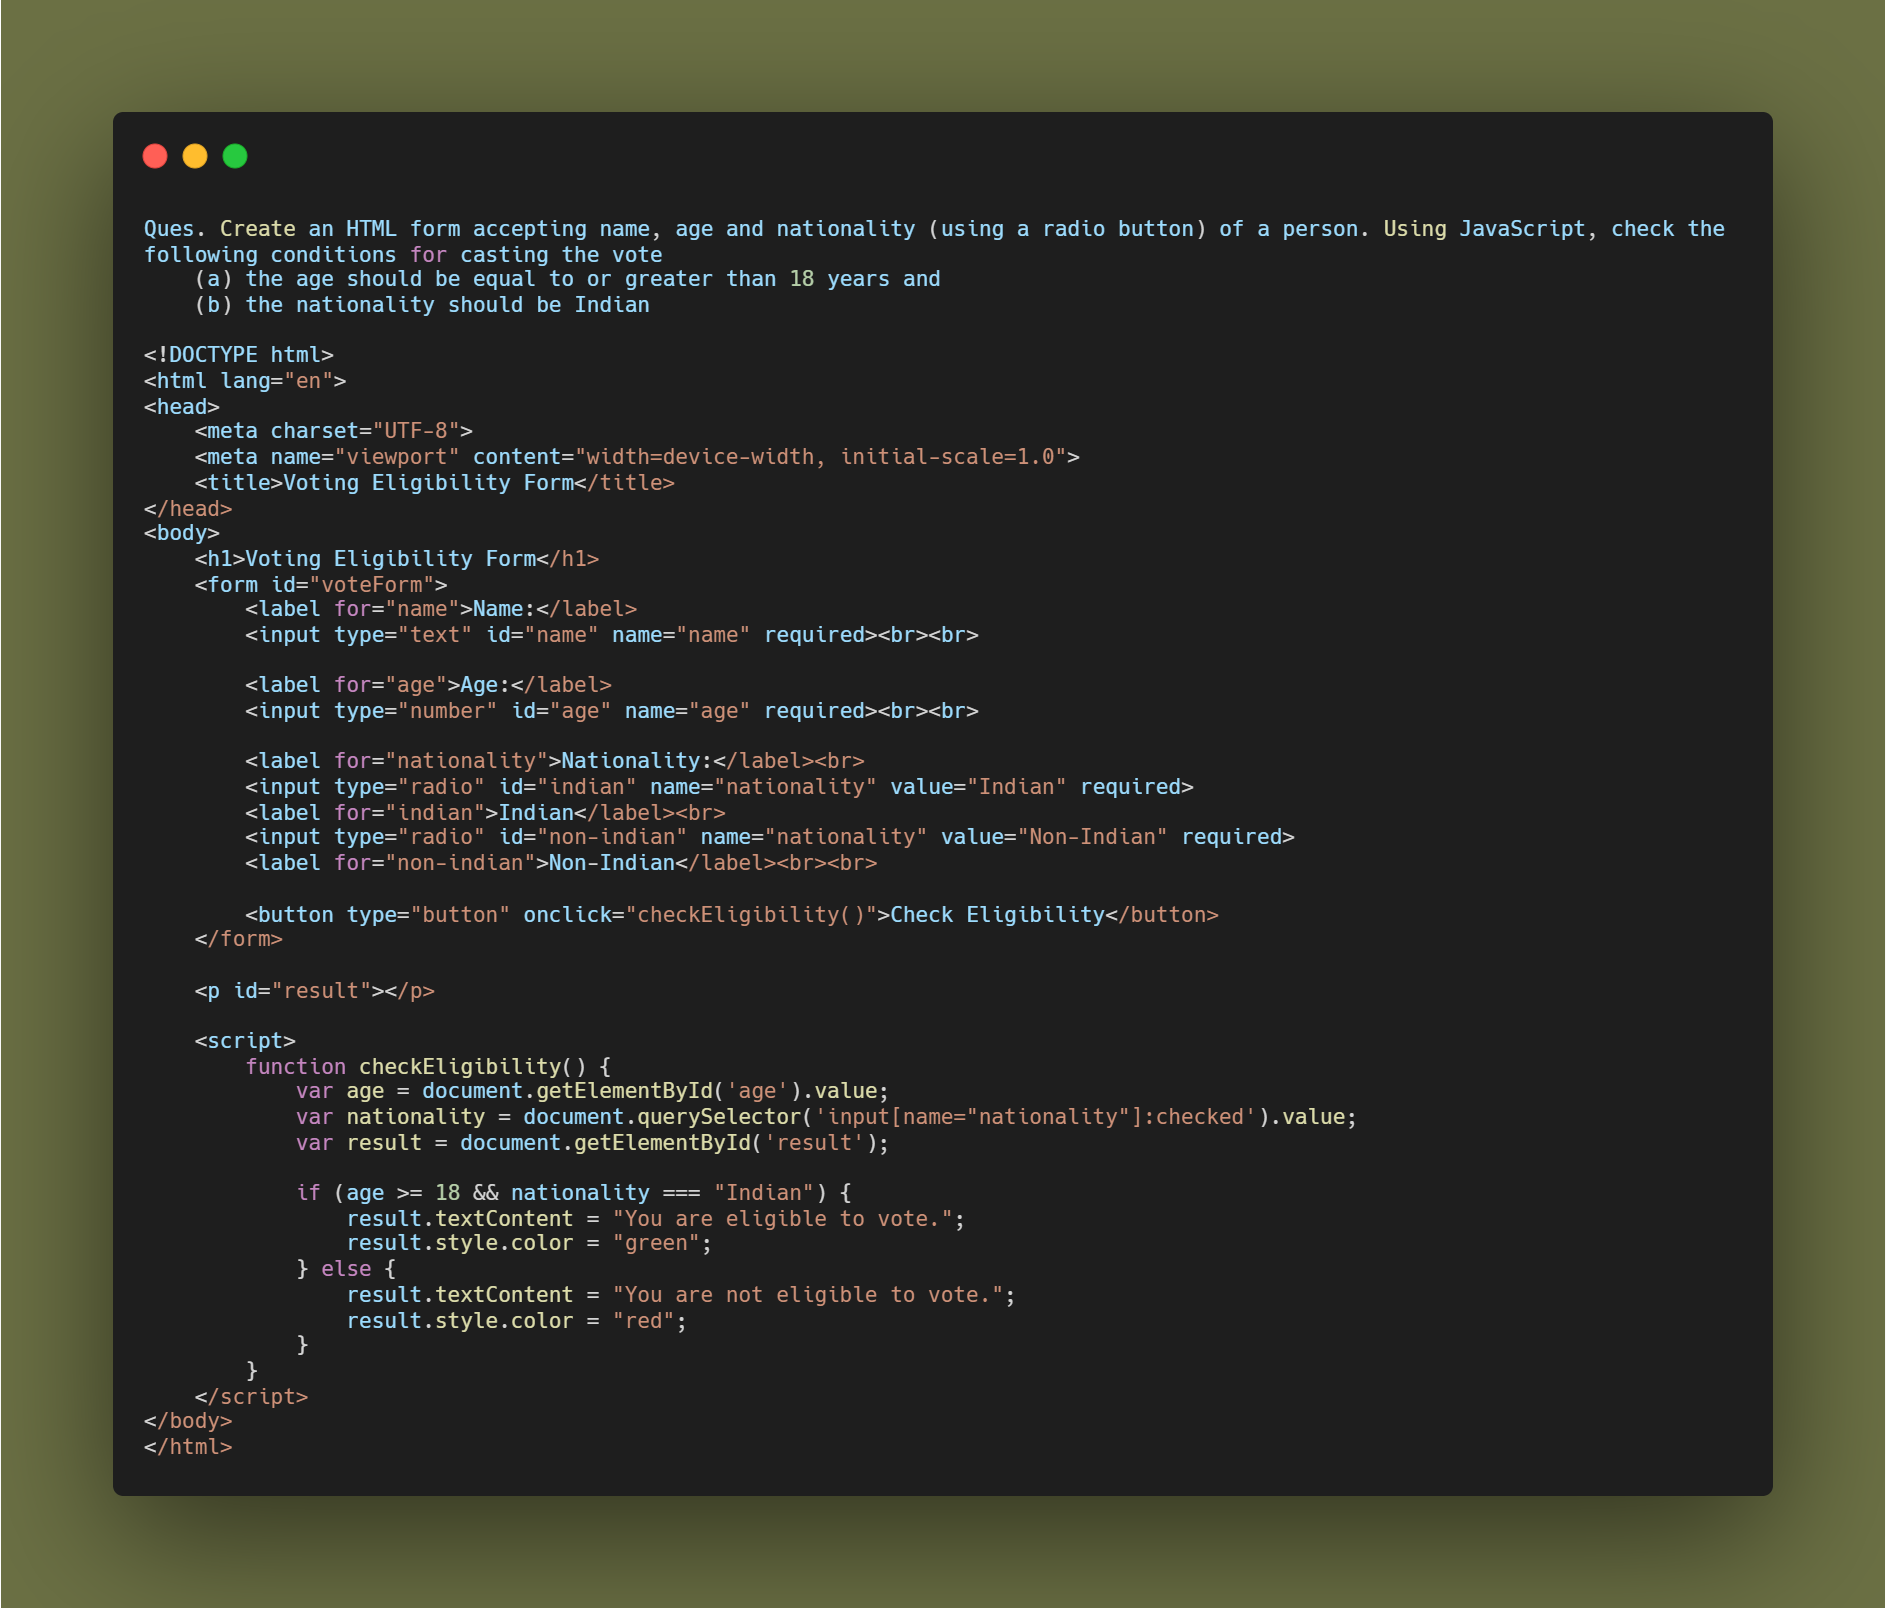 Ques. Create an HTML form accepting name, age and nationality (using a radio button) of a person. Using JavaScript, check the
following conditions for casting the vote
    (a) the age should be equal to or greater than 18 years and
    (b) the nationality should be Indian

<!DOCTYPE html>
<html lang="en">
<head>
    <meta charset="UTF-8">
    <meta name="viewport" content="width=device-width, initial-scale=1.0">
    <title>Voting Eligibility Form</title>
</head>
<body>
    <h1>Voting Eligibility Form</h1>
    <form id="voteForm">
        <label for="name">Name:</label>
        <input type="text" id="name" name="name" required><br><br>

        <label for="age">Age:</label>
        <input type="number" id="age" name="age" required><br><br>

        <label for="nationality">Nationality:</label><br>
        <input type="radio" id="indian" name="nationality" value="Indian" required>
        <label for="indian">Indian</label><br>
        <input type="radio" id="non-indian" name="nationality" value="Non-Indian" required>
        <label for="non-indian">Non-Indian</label><br><br>

        <button type="button" onclick="checkEligibility()">Check Eligibility</button>
    </form>

    <p id="result"></p>

    <script>
        function checkEligibility() {
            var age = document.getElementById('age').value;
            var nationality = document.querySelector('input[name="nationality"]:checked').value;
            var result = document.getElementById('result');

            if (age >= 18 && nationality === "Indian") {
                result.textContent = "You are eligible to vote.";
                result.style.color = "green";
            } else {
                result.textContent = "You are not eligible to vote.";
                result.style.color = "red";
            }
        }
    </script>
</body>
</html>